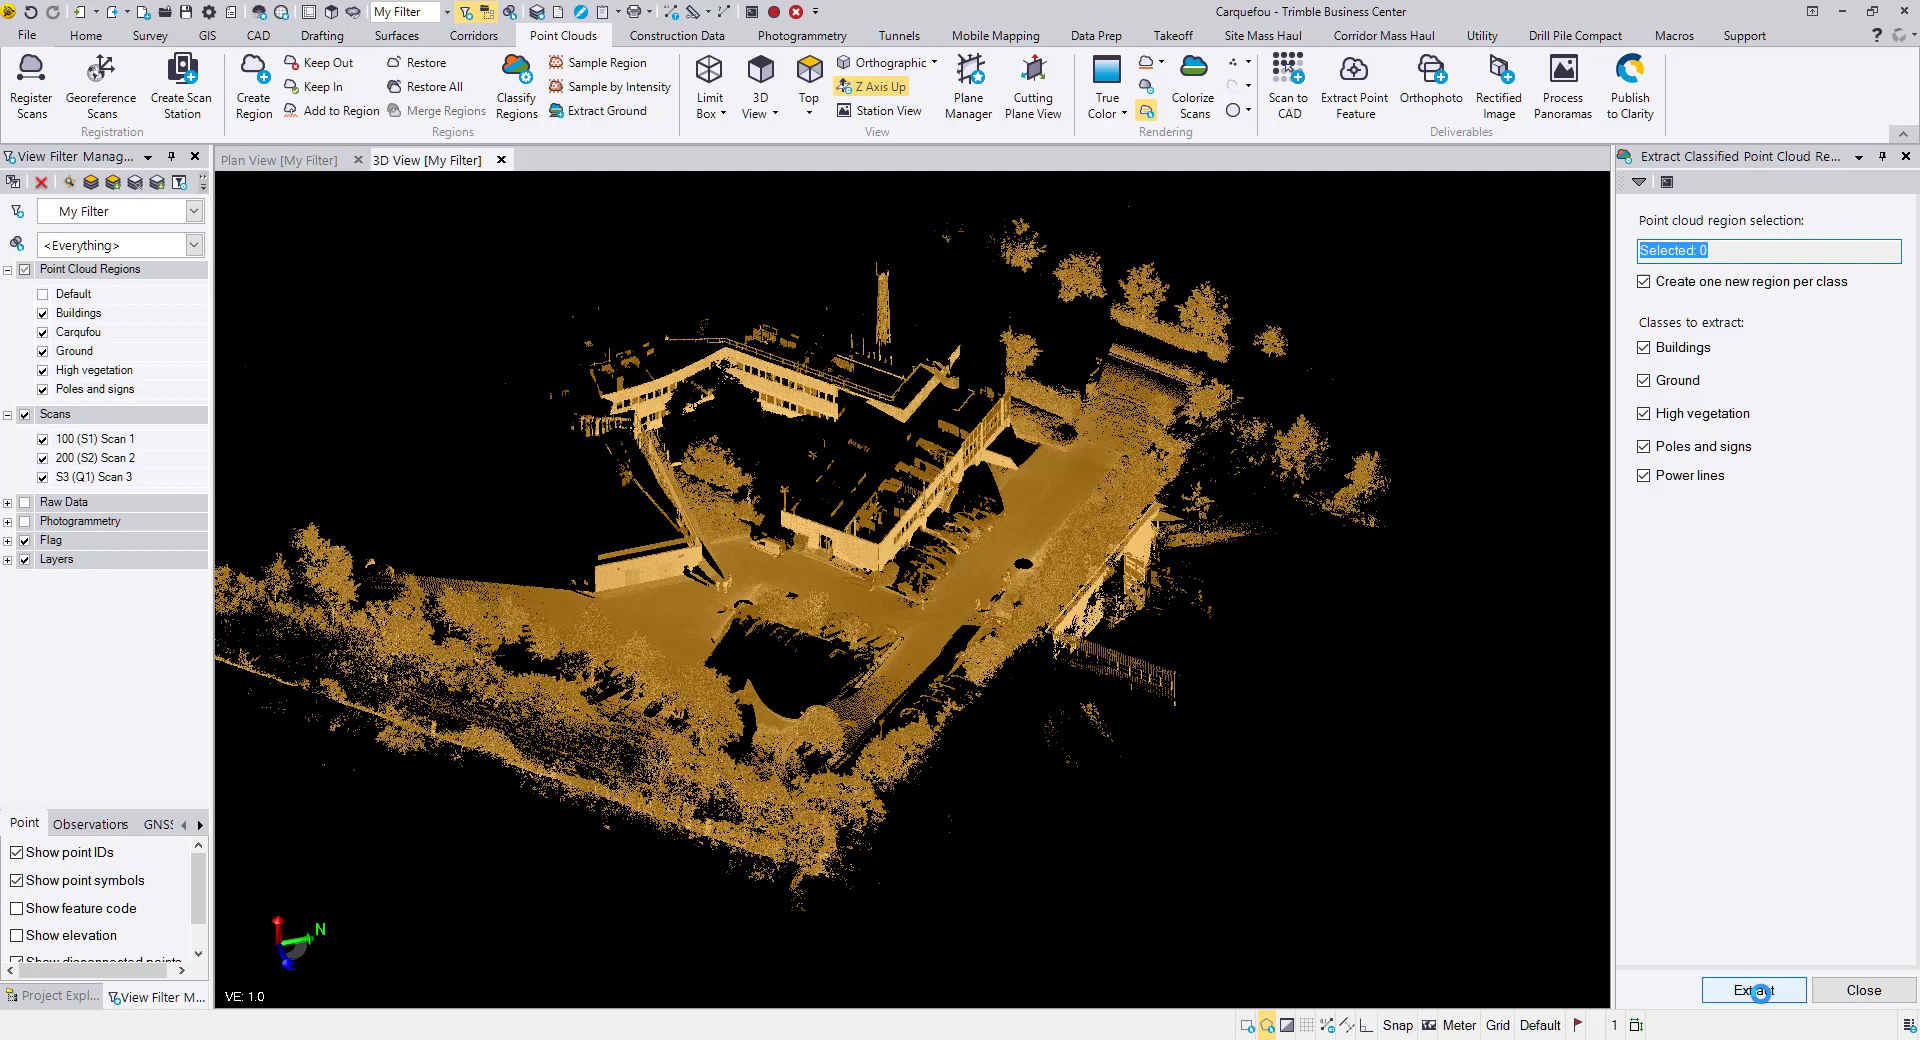 My Filter
Carquefou - Trimble Business Center
File Home Survey GIS CAD Drafting Surfaces Corridors Point Clouds Construction Data Photogrammetry Tunnels Mobile Mapping Data Prep Takeoff Site Mass Haul Corridor Mass Haul Utility Drill Pile Compact Macros Support
Register Scans
Georeference Scans
Create Scan Station
Registration
Create Region
Keep Out
Keep In
Add to Region
Restore
Restore All
Merge Regions
Classify Regions
Sample Region
Sample by Intensity
Extract Ground
Regions
Limit Box
3D View
Top
Orthographic
Z Axis Up
Station View
Plane Manager
Cutting Plane View
View
True Color
Colorize Scans
Rendering
Scan to CAD
Extract Point Feature
Orthophoto
Rectified Image
Process Panoramas
Publish to Clarity
Deliverables
View Filter Manag...
My Filter
<Everything>
Point Cloud Regions
Default
Buildings
Carqufou
Ground
High vegetation
Poles and signs
Scans
100 (S1) Scan 1
200 (S2) Scan 2
S3 (Q1) Scan 3
Raw Data
Photogrammetry
Flag
Layers
Point Observations GNSS
Show point IDs
Show point symbols
Show feature code
Show elevation
Show disconnected points
Project Expl... View Filter M...
Plan View [My Filter]
3D View [My Filter]
N
VE: 1.0
Extract Classified Point Cloud Re...
Point cloud region selection:
Selected: 0
Create one new region per class
Classes to extract:
Buildings
Ground
High vegetation
Poles and signs
Power lines
Extract Close
Snap Meter Grid Default 1